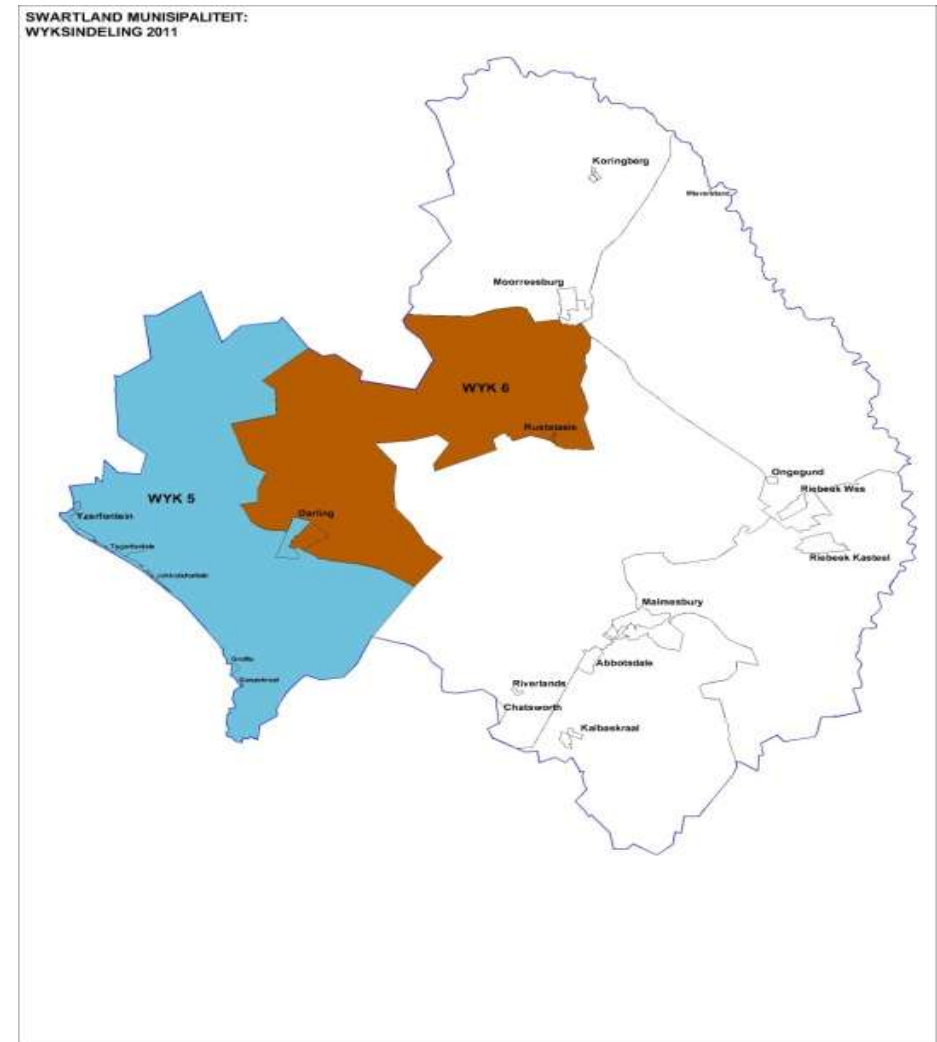 SWARTLAND MUNISIPALITEIT:
WYKSINDELING 2011
Koringberg
Moorreesburg
WYK 6
Ruststasie
Ongegund
Riebeek Wes
WYK 5
Yzerfontein
Darling
Riebeek Kasteel
Malmesbury
Abbotsdale
Riverlands
Chatsworth
Kalbaskraal